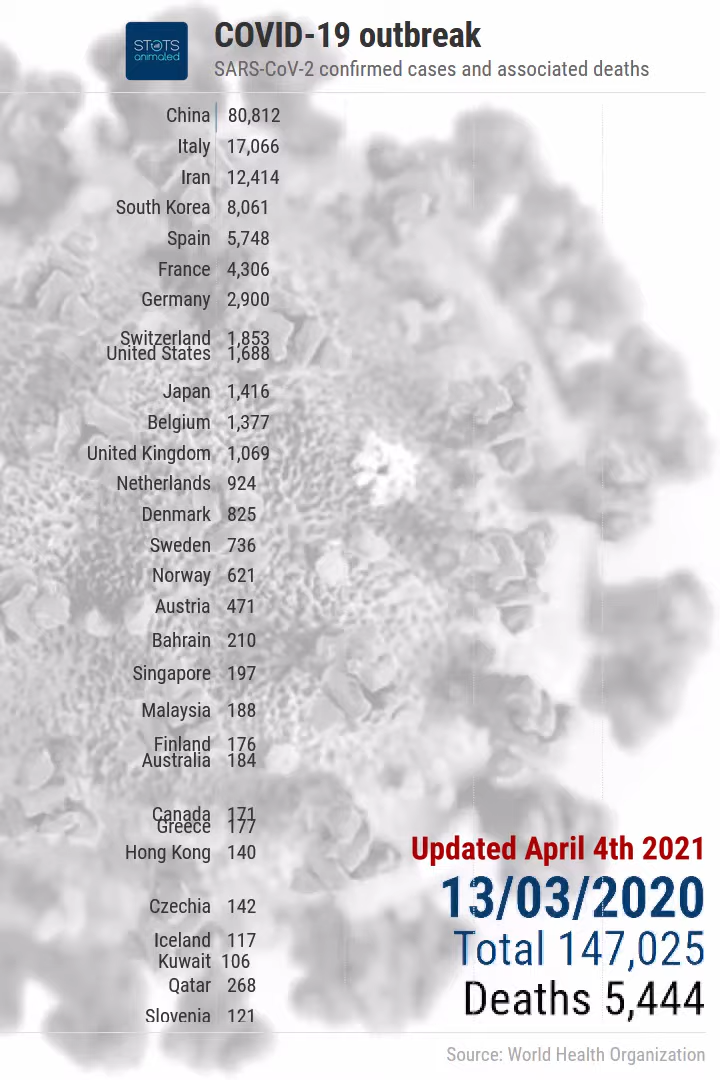 STATS
animated
COVID-19 outbreak
SARS-CoV-2 confirmed cases and associated deaths
China 80,812
Italy 17,066
Iran 12,414
South Korea 8,061
Spain 5,748
France 4,306
Germany 2,900
Switzerland 1,853
United States 1,688
Japan 1,416
Belgium 1,377
United Kingdom 1,069
Netherlands 924
Denmark 825
Sweden 736
Norway 621
Austria 471
Bahrain 210
Singapore 197
Malaysia 188
Finland 176
Australia 184
Canada 171
Greece 177
Hong Kong 140
Updated April 4th 2021
13/03/2020
Czechia 142
Total 147,025
Iceland 117
Kuwait 106
Qatar 268
Deaths 5,444
Slovenia 121
Source: World Health Organization